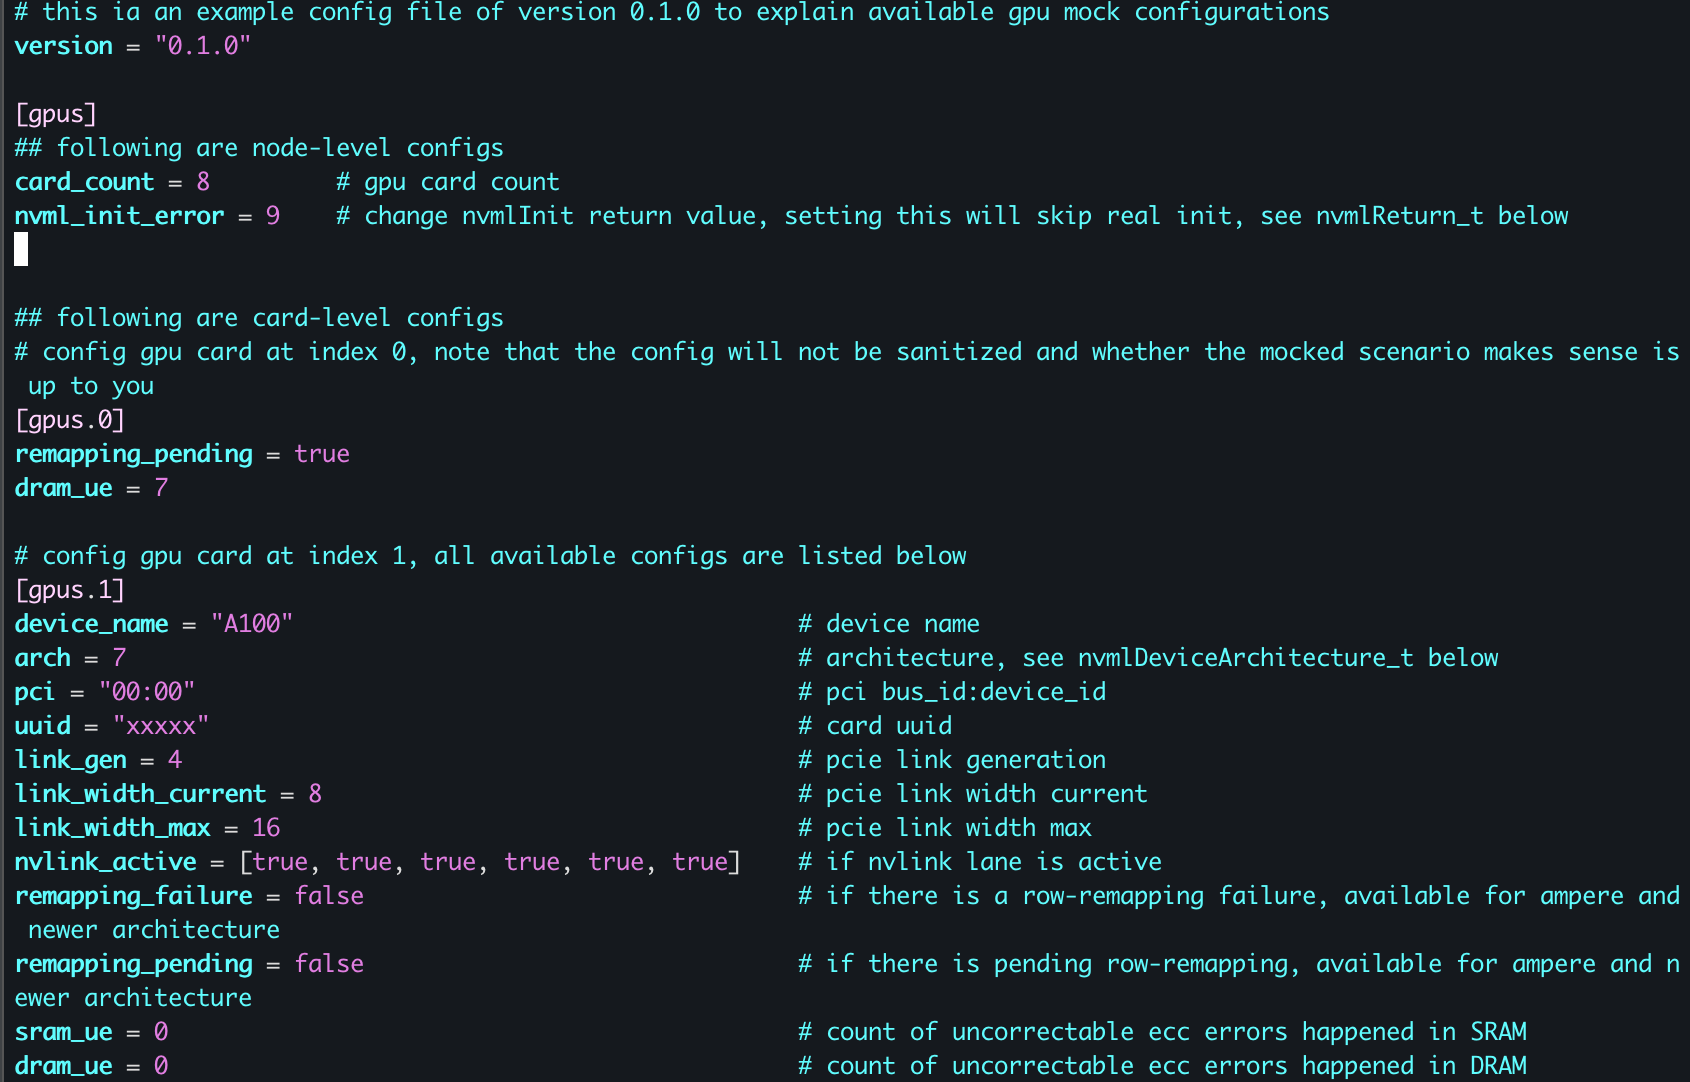 # this ia an example config file of version 0.1.0 to explain available gpu mock configurations
version = "0.1.0"
[gpus]
## following are node-level configs
card_count = 8         # gpu card count
nvml_init_error = 9    # change nvmlInit return value, setting this will skip real init, see nvmlReturn_t below
## following are card-level configs
# config gpu card at index 0, note that the config will not be sanitized and whether the mocked scenario makes sense is
up to you
[gpus.0]
remapping_pending = true
dram_ue = 7
# config gpu card at index 1, all available configs are listed below
[gpus.1]
device_name = "A100"                                    # device name
arch = 7                                                # architecture, see nvmlDeviceArchitecture_t below
pci = "00:00"                                           # pci bus_id:device_id
uuid = "xxxxx"                                          # card uuid
link_gen = 4                                            # pcie link generation
link_width_current = 8                                  # pcie link width current
link_width_max = 16                                     # pcie link width max
nvlink_active = [true, true, true, true, true, true]    # if nvlink lane is active
remapping_failure = false                               # if there is a row-remapping failure, available for ampere and
newer architecture
remapping_pending = false                               # if there is pending row-remapping, available for ampere and n
ewer architecture
sram_ue = 0                                             # count of uncorrectable ecc errors happened in SRAM
dram_ue = 0                                             # count of uncorrectable ecc errors happened in DRAM